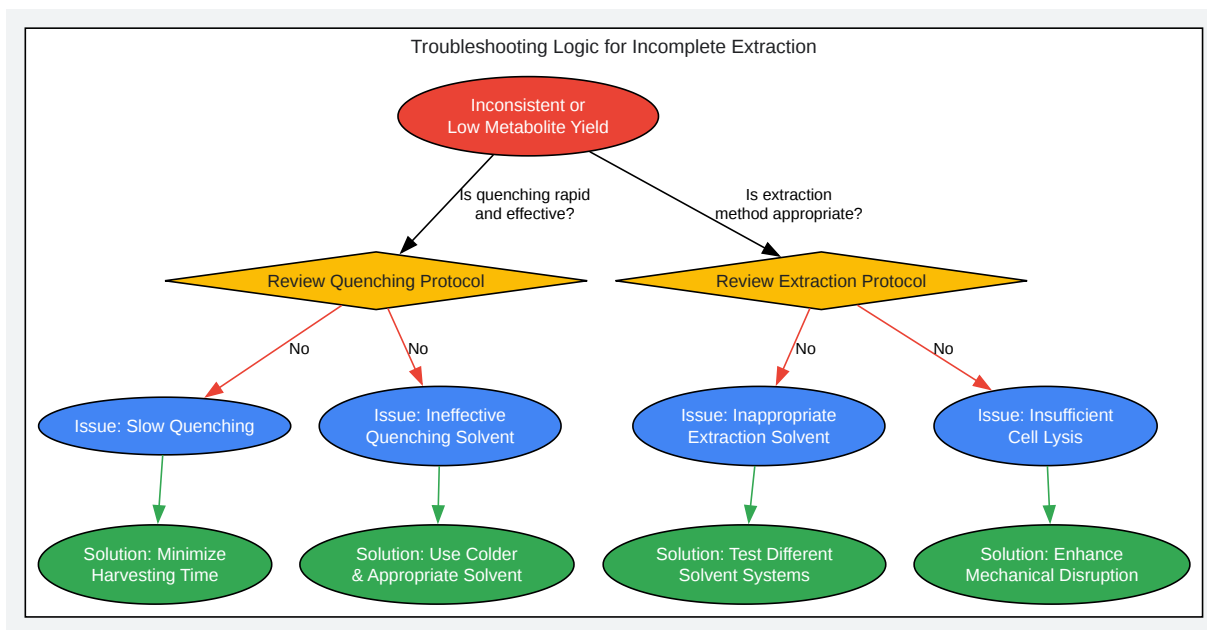 Troubleshooting Logic for Incomplete Extraction
Inconsistent or
Low Metabolite Yield
Is quenching rapid
and effective?
Is extraction
method appropriate?
Review Quenching Protocol
Review Extraction Protocol
No
No
No
No
Issue: Slow Quenching
Issue: Ineffective
Quenching Solvent
Issue: Inappropriate
Extraction Solvent
Issue: Insufficient
Cell Lysis
Solution: Minimize
Harvesting Time
Solution: Use Colder
& Appropriate Solvent
Solution: Test Different
Solvent Systems
Solution: Enhance
Mechanical Disruption